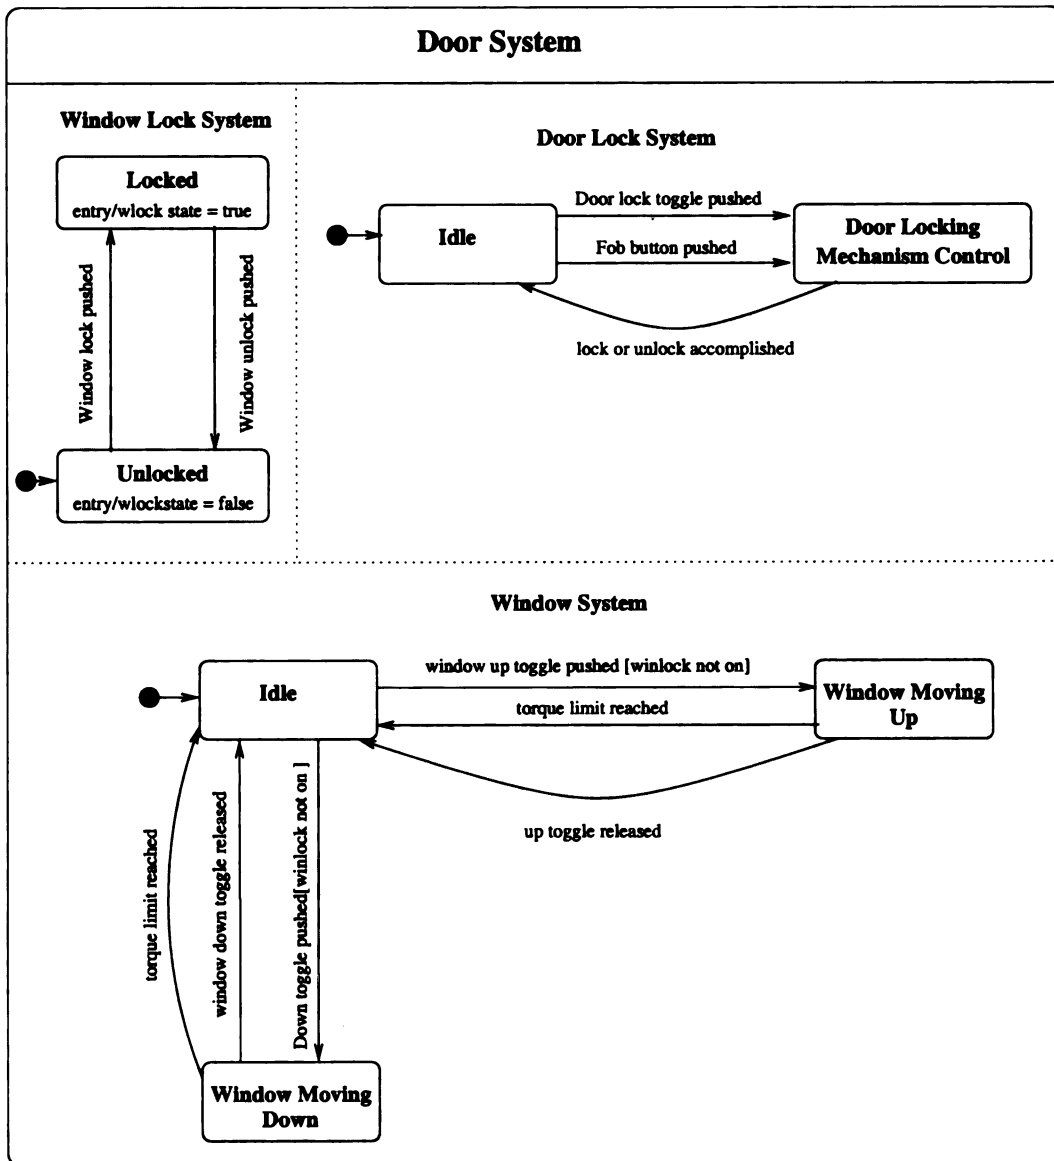 Door System
Window Lock System
Locked
entry/wlock state = true
Window lock pushed
Window unlock pushed
Unlocked
entry/wlockstate = false
Door Lock System
Idle
Door lock toggle pushed
Fob button pushed
Door Locking
Mechanism Control
lock or unlock accomplished
Window System
Idle
window up toggle pushed [winlock not on]
torque limit reached
Window Moving
Up
up toggle released
torque limit reached
window down toggle released
Down toggle pushed[winlock not on ]
Window Moving
Down